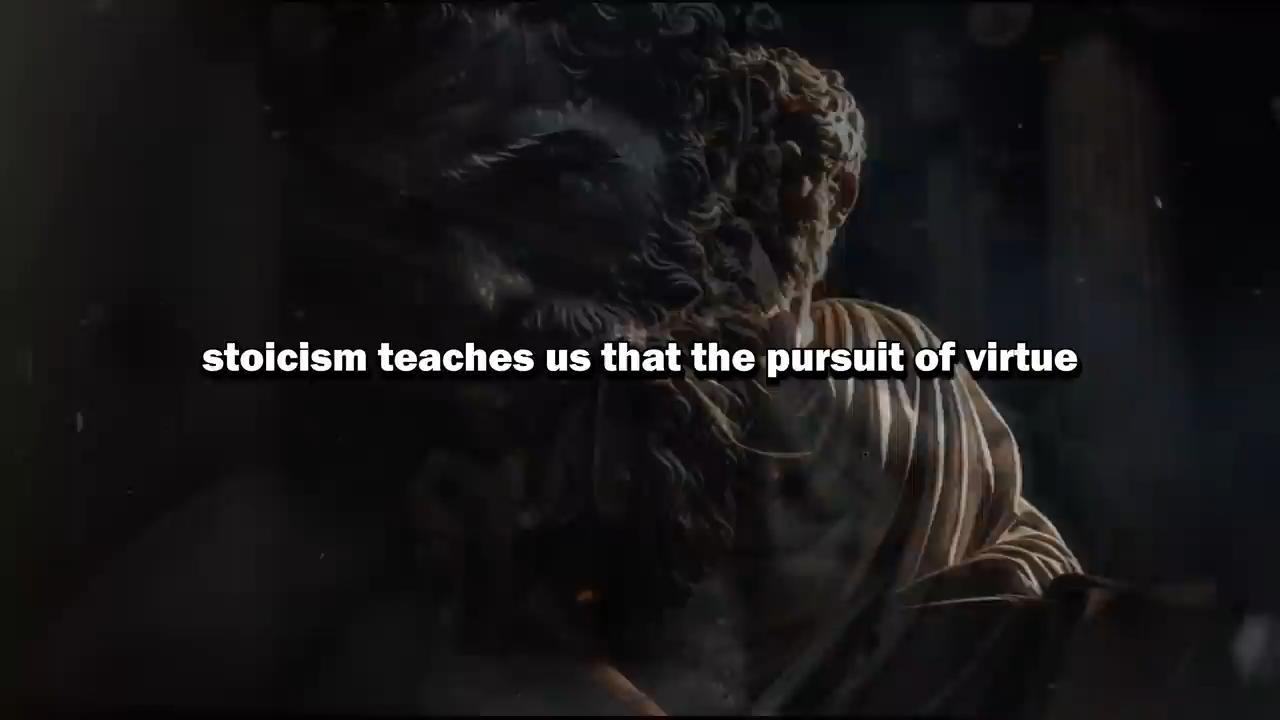 stoicism teaches us that the pursuit of virtue